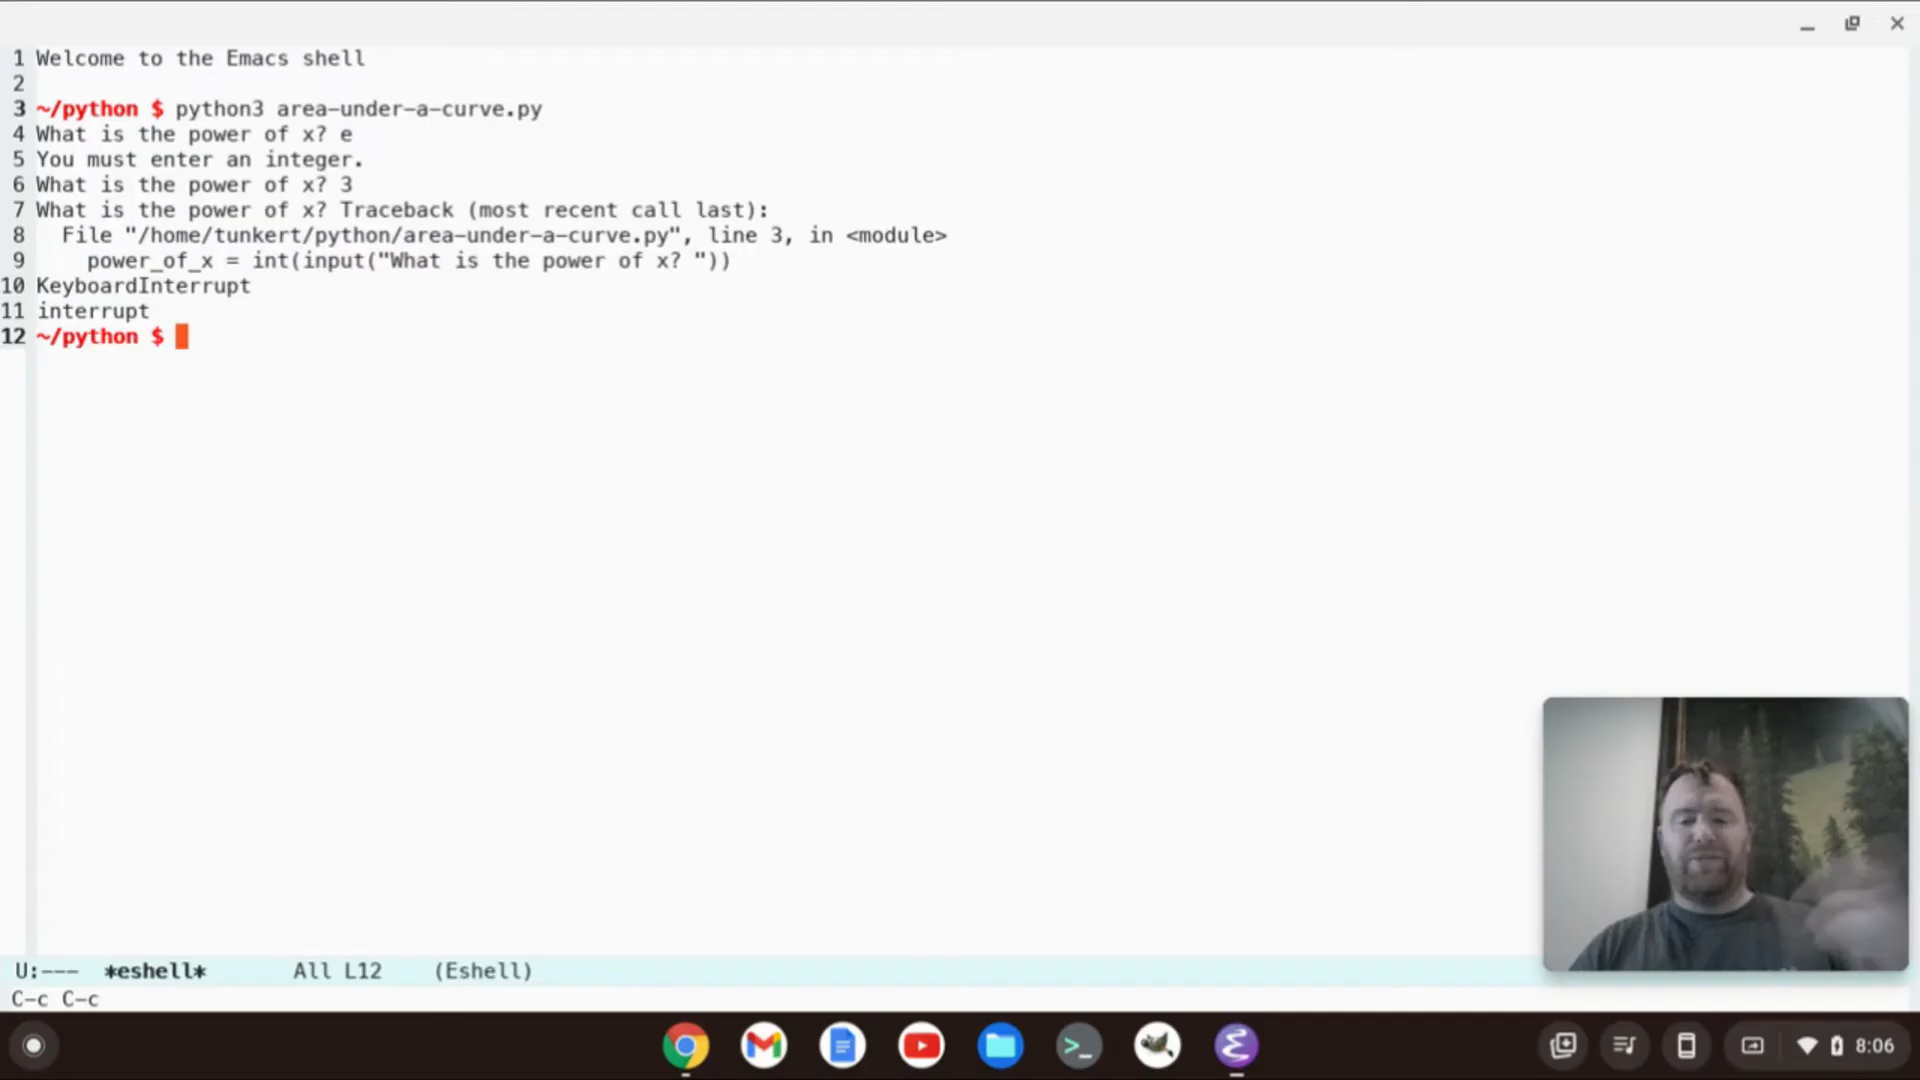 1 Welcome to the Emacs shell
2
3 ~/python $ python3 area-under-a-curve.py
4 What is the power of x? e
5 You must enter an integer.
6 What is the power of x? 3
7 What is the power of x? Traceback (most recent call last):
8 File "/home/tunkert/python/area-under-a-curve.py", line 3, in <module>
9 power_of_x = int(input("What is the power of x? "))
10 KeyboardInterrupt
11 interrupt
12 ~/python $
U:--- *eshell* All L12 (Eshell)
C-c C-c
>_
8:06